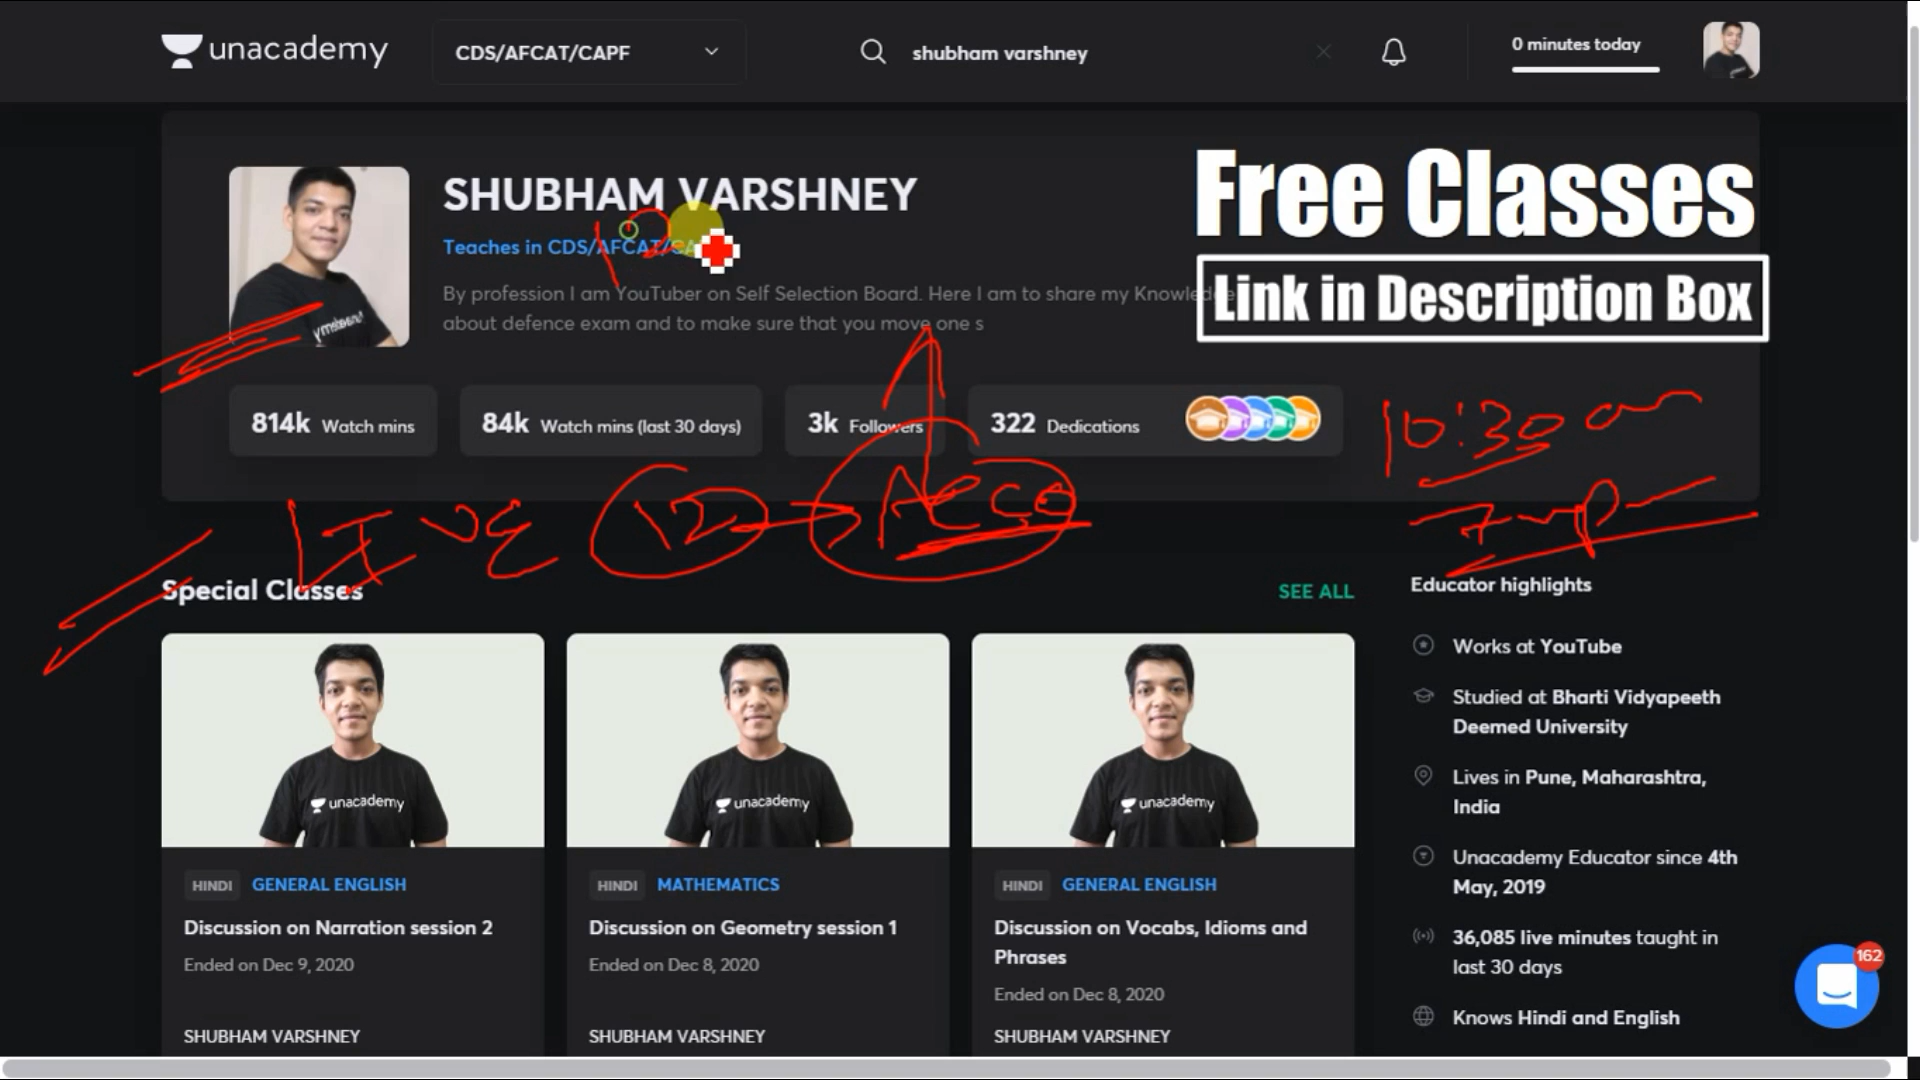 unacademy
CDS/AFCAT/CAPF
shubham varshney
0 minutes today
SHUBHAM VARSHNEY
Teaches in CDS/AFCAT/CA
12
By profession I am YouTuber on Self Selection Board. Here I am to share my Knowledge
about defence exam and to make sure that you move one s
Free Classes
Link in Description Box
814k Watch mins
84k Watch mins (last 30 days)
3k Followers
322 Dedications
10:30 am
LIVE 12
Special Classes
SEE ALL
unacademy
unacademy
unacademy
HINDI GENERAL ENGLISH
Discussion on Narration session 2
Ended on Dec 9, 2020
SHUBHAM VARSHNEY
HINDI MATHEMATICS
Discussion on Geometry session 1
Ended on Dec 8, 2020
SHUBHAM VARSHNEY
HINDI GENERAL ENGLISH
Discussion on Vocabs, Idioms and
Phrases
Ended on Dec 8, 2020
SHUBHAM VARSHNEY
Educator highlights
Works at YouTube
Studied at Bharti Vidyapeeth
Deemed University
Lives in Pune, Maharashtra,
India
Unacademy Educator since 4th
May, 2019
36,085 live minutes taught in
last 30 days
Knows Hindi and English
162